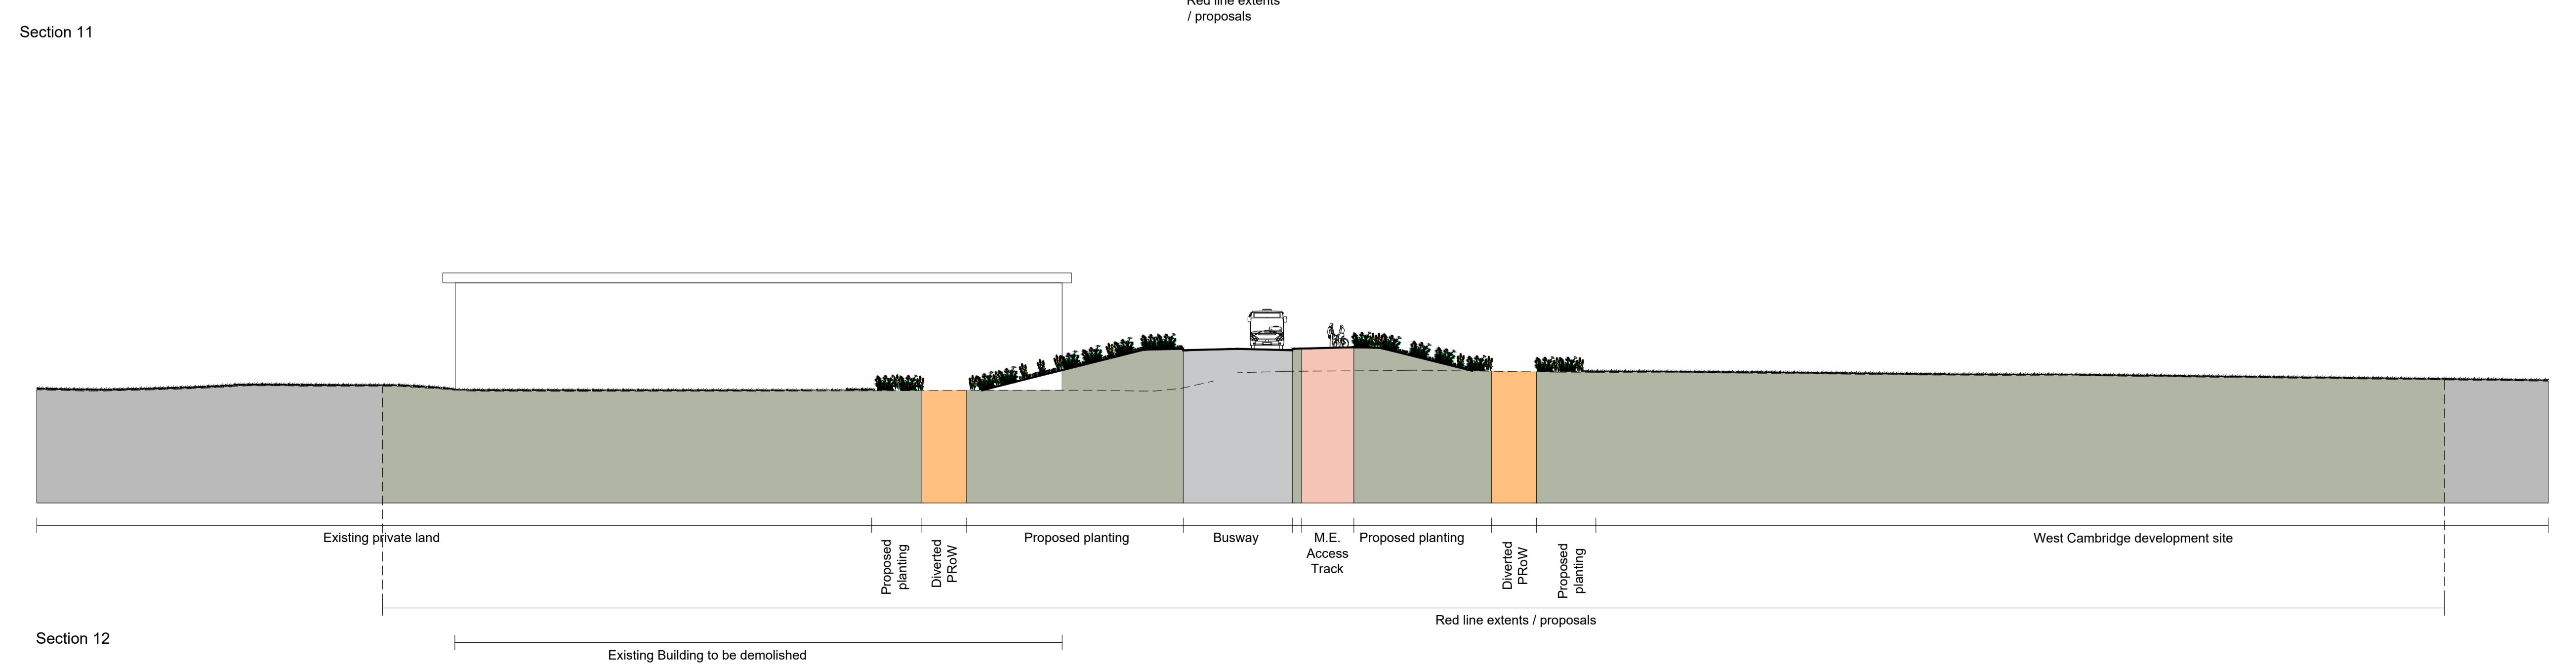 Red line extents
/ proposals
Section 11
Existing private land
Proposed
planting
Diverted
PRoW
Proposed planting
Busway
M.E.
Access
Track
Proposed planting
Diverted
PRoW
Proposed
planting
West Cambridge development site
Red line extents / proposals
Section 12
Existing Building to be demolished